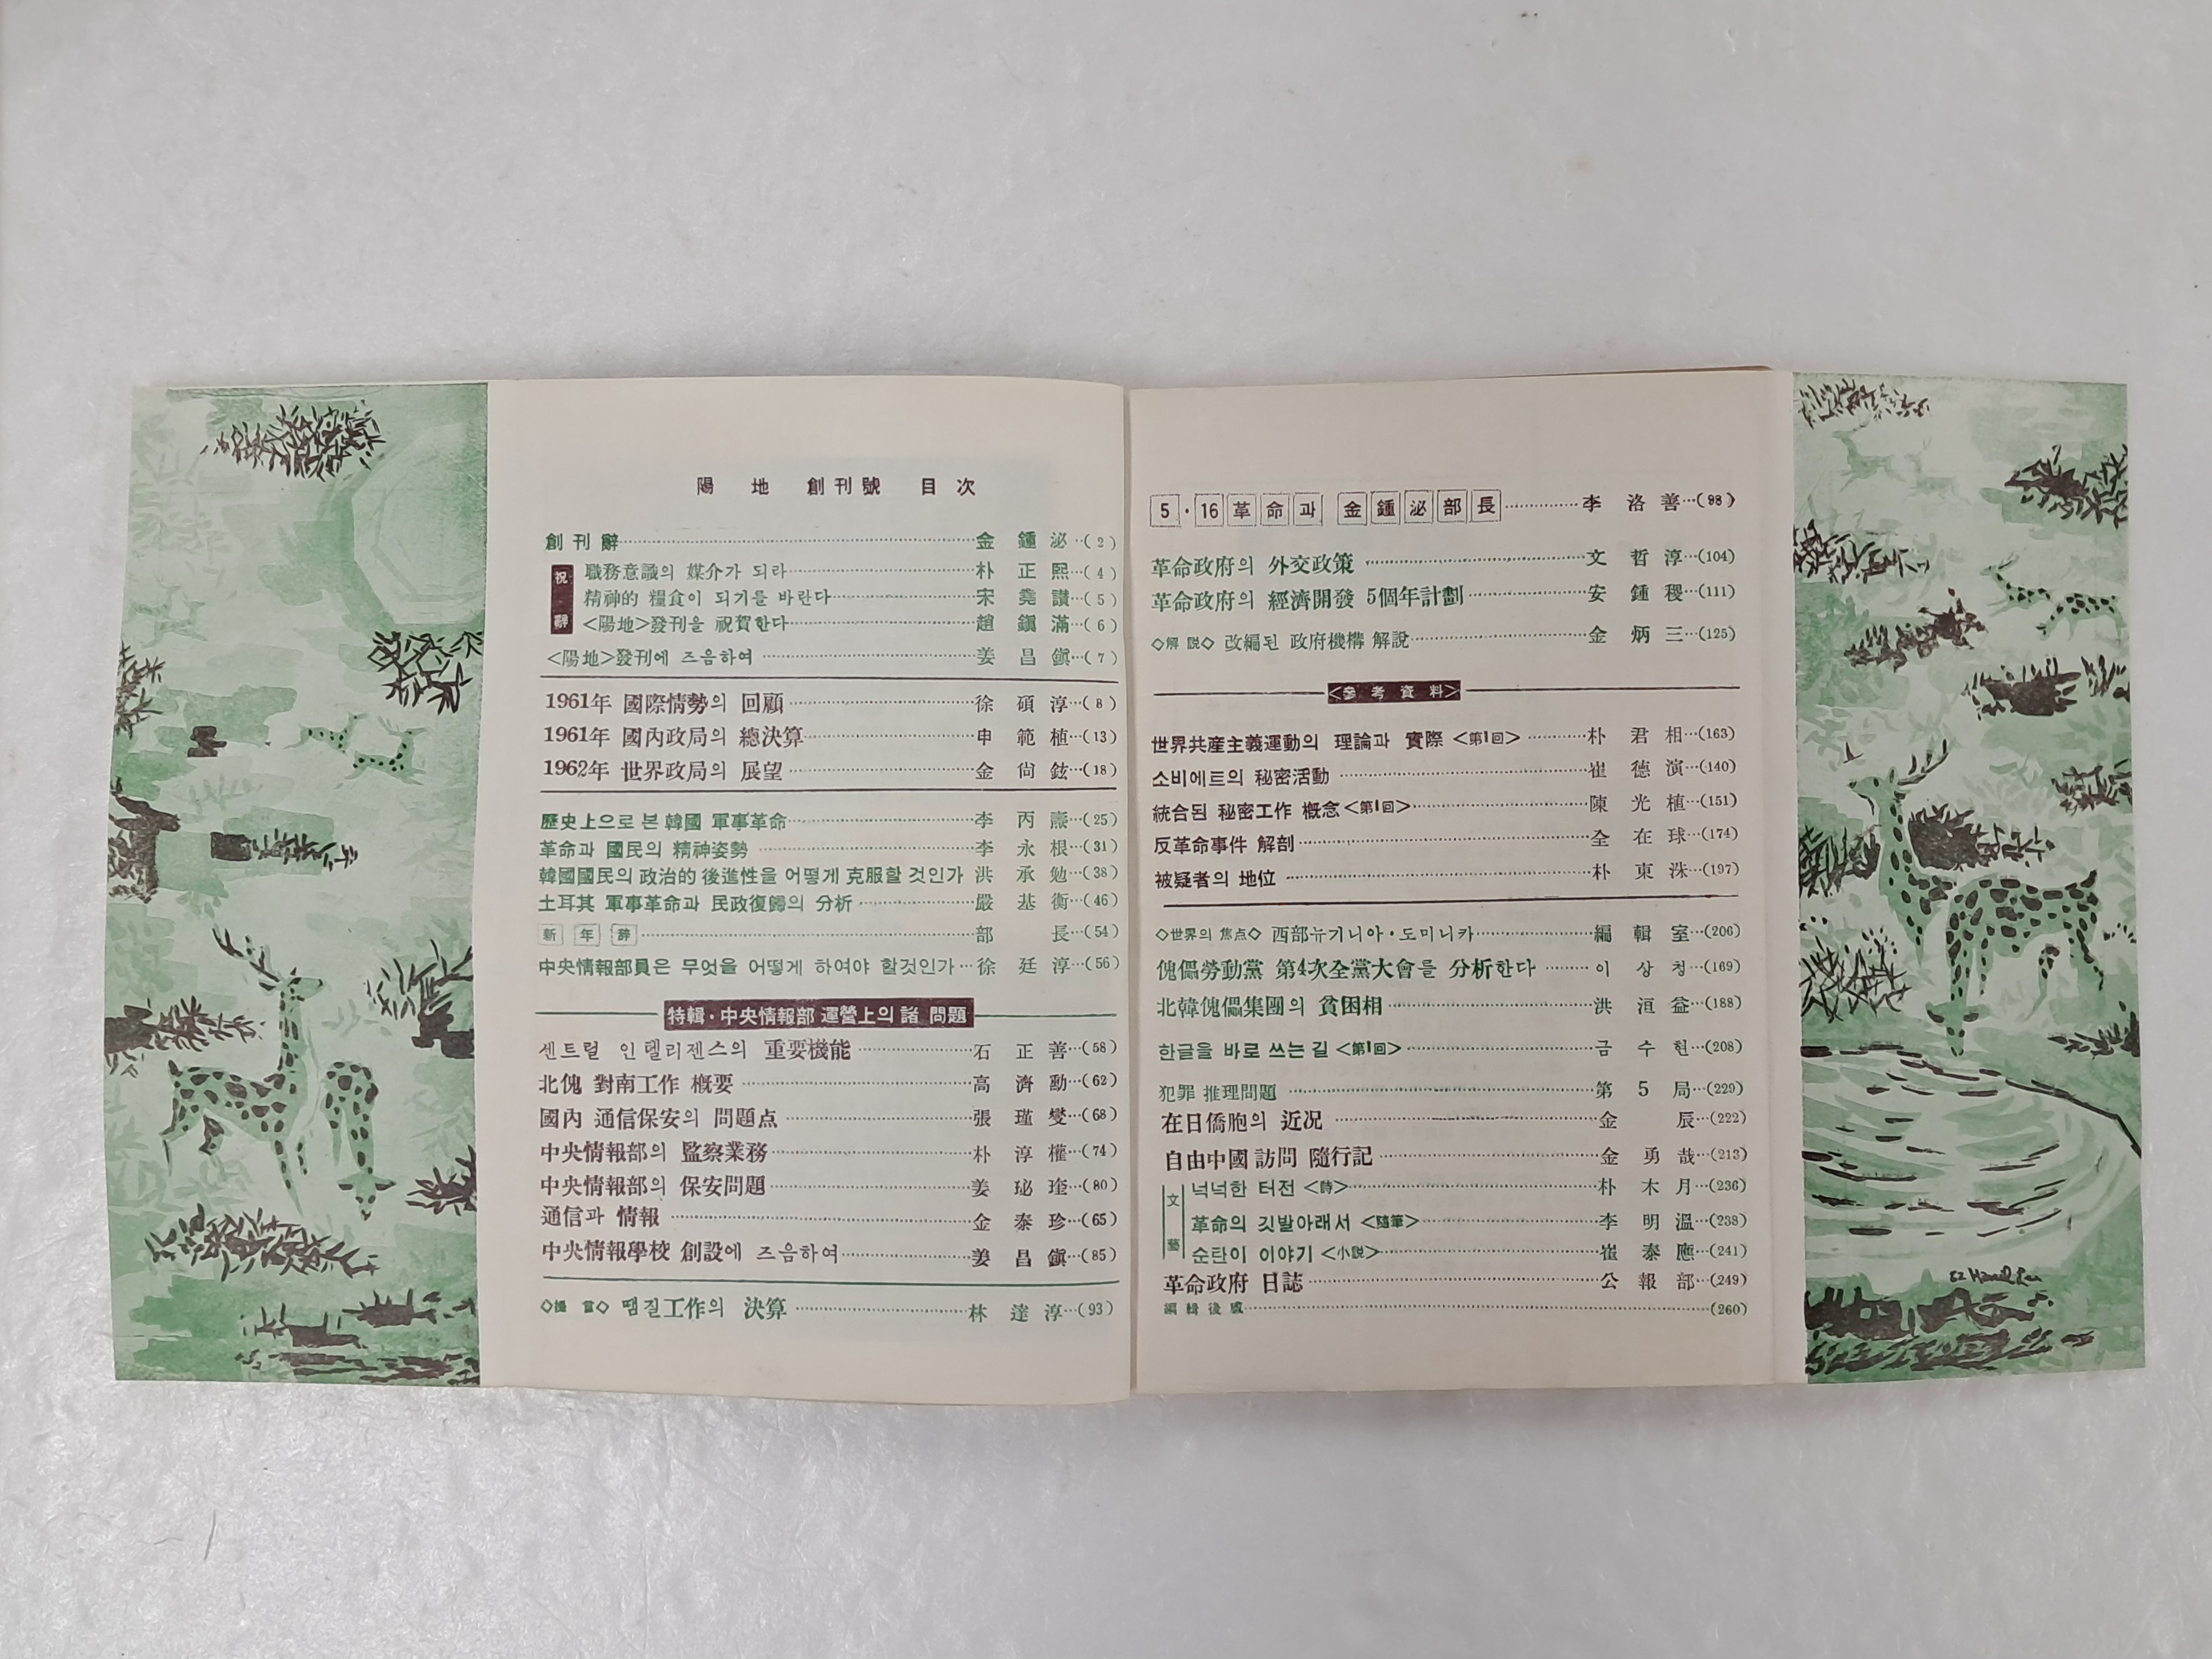 陽地 創刊號 目次
創刊辭 金鍾泌 (2)
祝辭
職務意識의 媒介가 되라 朴正熙 (4)
精神的 糧食이 되기를 바란다 宋堯讚 (5)
<陽地>發刊을 祝賀한다 趙鎭滿 (6)
<陽地>發刊에 즈음하여 姜昌鎭 (7)
1961年 國際情勢의 回顧 徐碩淳 (8)
1961年 國內政局의 總決算 申範植 (13)
1962年 世界政局의 展望 金尙鉉 (18)
歷史上으로 본 韓國 軍事革命 李丙燾 (25)
革命과 國民의 精神姿勢 李永根 (31)
韓國國民의 政治的 後進性을 어떻게 克服할 것인가 洪承勉 (38)
土耳其 軍事革命과 民政復歸의 分析 嚴基衡 (46)
新年辞 部長 (54)
中央情報部員은 무엇을 어떻게 하여야 할것인가 徐廷淳 (56)
特輯·中央情報部 運營上의 諸 問題
센트럴 인텔리젠스의 重要機能 石正善 (58)
北傀 對南工作 槪要 高濟勛 (62)
國內 通信保安의 問題点 張瑾燮 (68)
中央情報部의 監察業務 朴淳權 (74)
中央情報部의 保安問題 姜 (80)
通信과 情報 金泰珍 (65)
中央情報學校 創設에 즈음하여 姜昌鎭 (85)
◇提言◇ 땜질工作의 決算 林達淳 (93)
5·16革命과 金鍾泌部長 李洛善 (98)
革命政府의 外交政策 文哲淳 (104)
革命政府의 經濟開發 5個年計劃 安鍾稷 (111)
◇解說◇ 改編된 政府機構 解說 金炳三 (125)
<參考資料>
世界共産主義運動의 理論과 實際 <第1回> 朴君相 (163)
소비에트의 秘密活動 崔德演 (140)
統合된 秘密工作 槪念 <第1回> 陳光植 (151)
反革命事件 解剖 全在球 (174)
被疑者의 地位 朴東洙 (197)
◇世界의 焦点◇ 西部뉴기니아·도미니카 編輯室 (206)
傀儡勞動黨 第4次全黨大會를 分析한다 이상청 (169)
北韓傀儡集團의 貧困相 洪洹益 (188)
한글을 바로 쓰는 길 <第1回> 금수현 (208)
犯罪 推理問題 第5局 (229)
在日僑胞의 近況 金辰 (222)
自由中國 訪問 隨行記 金勇哉 (213)
文藝
넉넉한 터전 <詩> 朴木月 (236)
革命의 깃발아래서 <隨筆> 李明溫 (238)
순란이 이야기 <小說> 崔泰應 (241)
革命政府 日誌 公報部 (249)
編輯後感 (260)